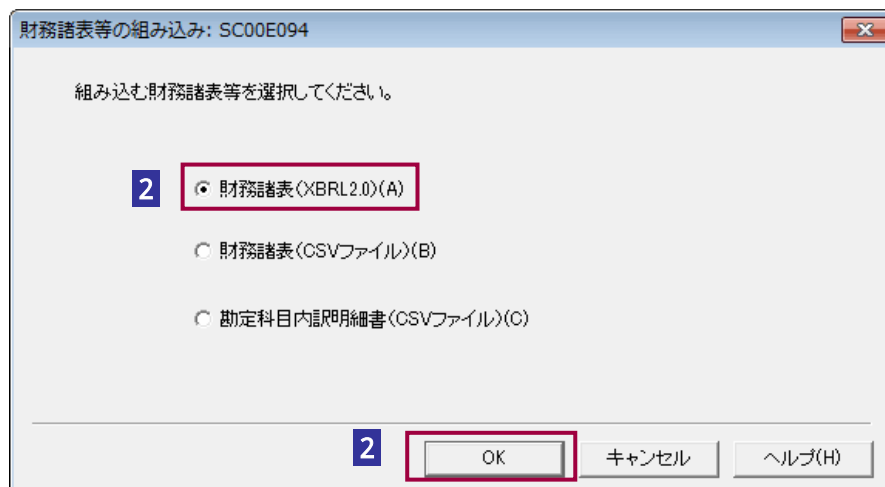 財務諸表等の組み込み: SC00E094
組み込む財務諸表等を選択してください。
2 財務諸表(XBRL2.0)(A)
財務諸表(CSVファイル)(B)
勘定科目内訳明細書(CSVファイル)(C)
2 OK キャンセル ヘルプ(H)